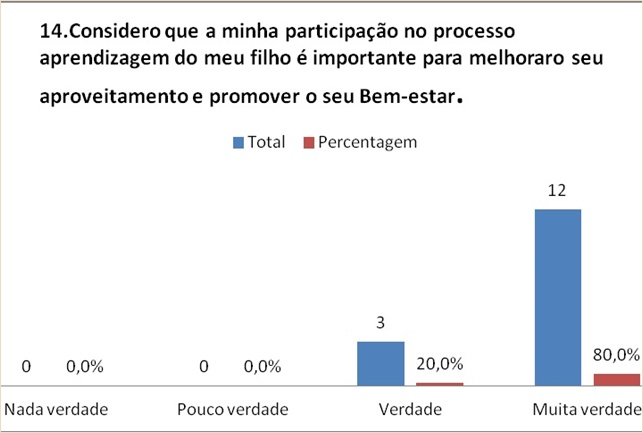 14.Considero que a minha participação no processo
aprendizagem do meu filho é importante para melhoraro seu
aproveitamento e promover o seu Bem-estar.
Total Percentagem
12
3
80,0%
0 0,0% 0 0,0% 20,0%
Nada verdade Pouco verdade Verdade Muita verdade